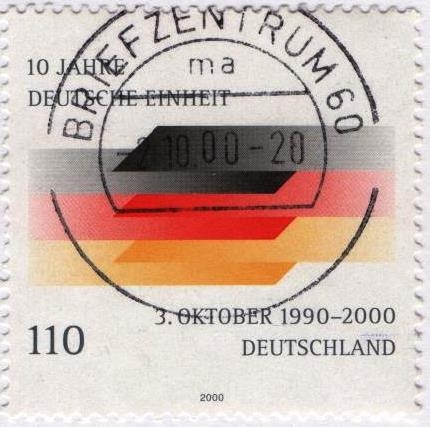 BRIEFZENTRUM 60
ma
10 JAHRE
DEUTSCHE EINHEIT
-2.10.00-20
3. OKTOBER 1990–2000
110
DEUTSCHLAND
2000